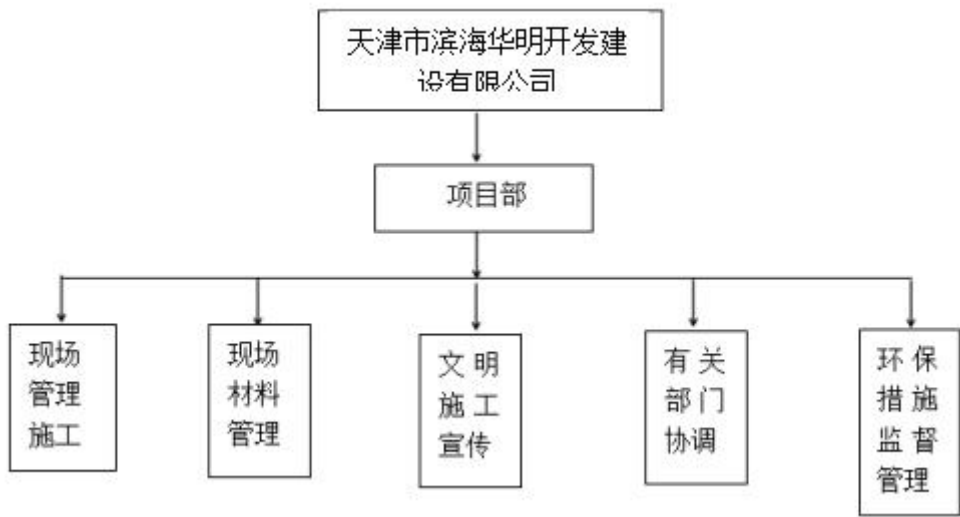 天津市滨海华明开发建
设有限公司
项目部
现场
管理
施工
现场
材料
管理
文 明
施 工
宣传
有 关
部 门
协调
环 保
措 施
监 督
管理